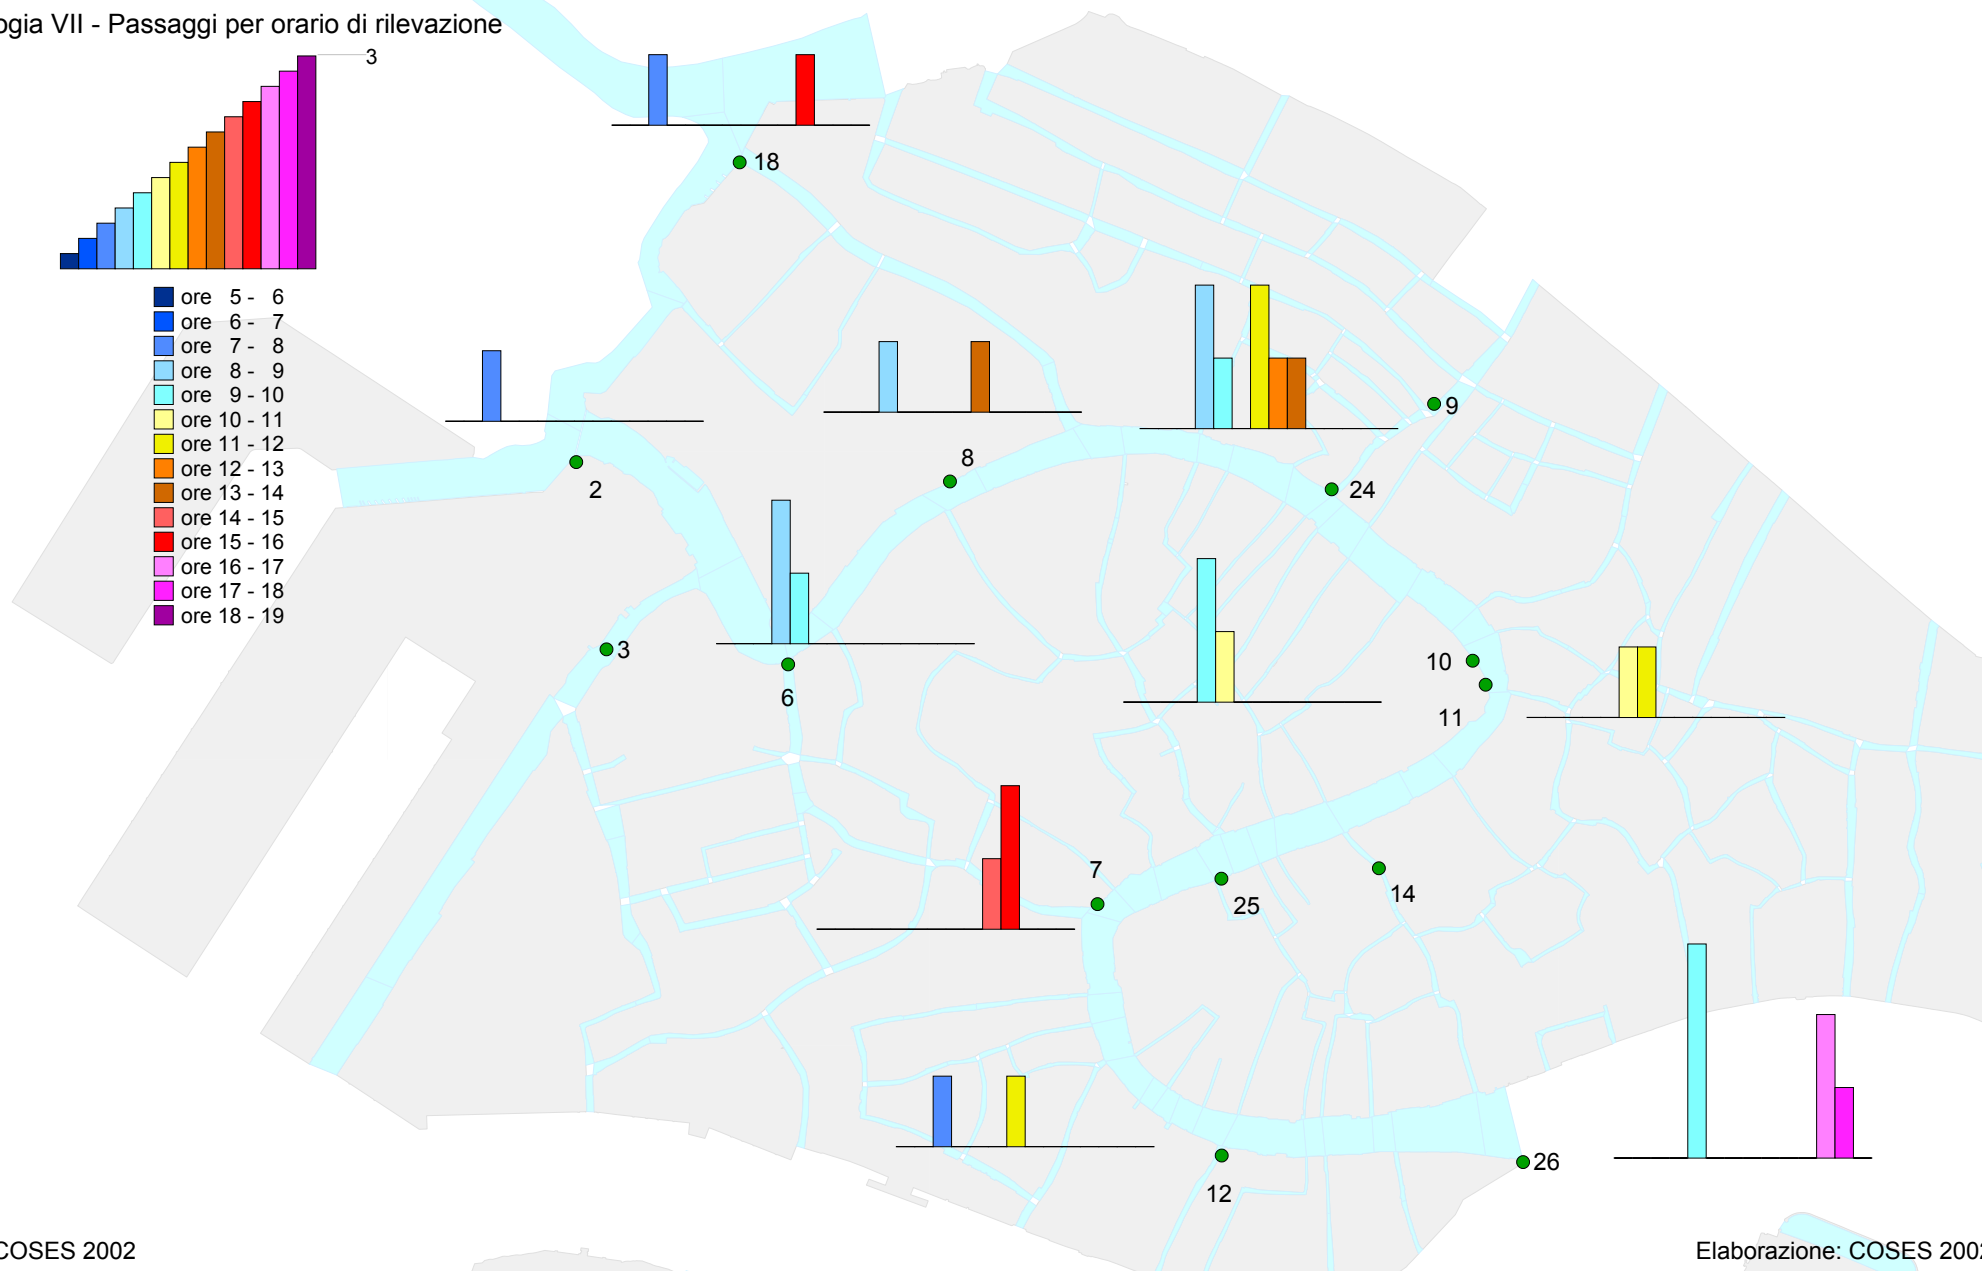 ogia VII - Passaggi per orario di rilevazione
3
ore 5 - 6
ore 6 - 7
ore 7 - 8
ore 8 - 9
ore 9 - 10
ore 10 - 11
ore 11 - 12
ore 12 - 13
ore 13 - 14
ore 14 - 15
ore 15 - 16
ore 16 - 17
ore 17 - 18
ore 18 - 19
18
9
8
2
24
3
10
6
11
7
25
14
26
12
COSES 2002
Elaborazione: COSES 2002